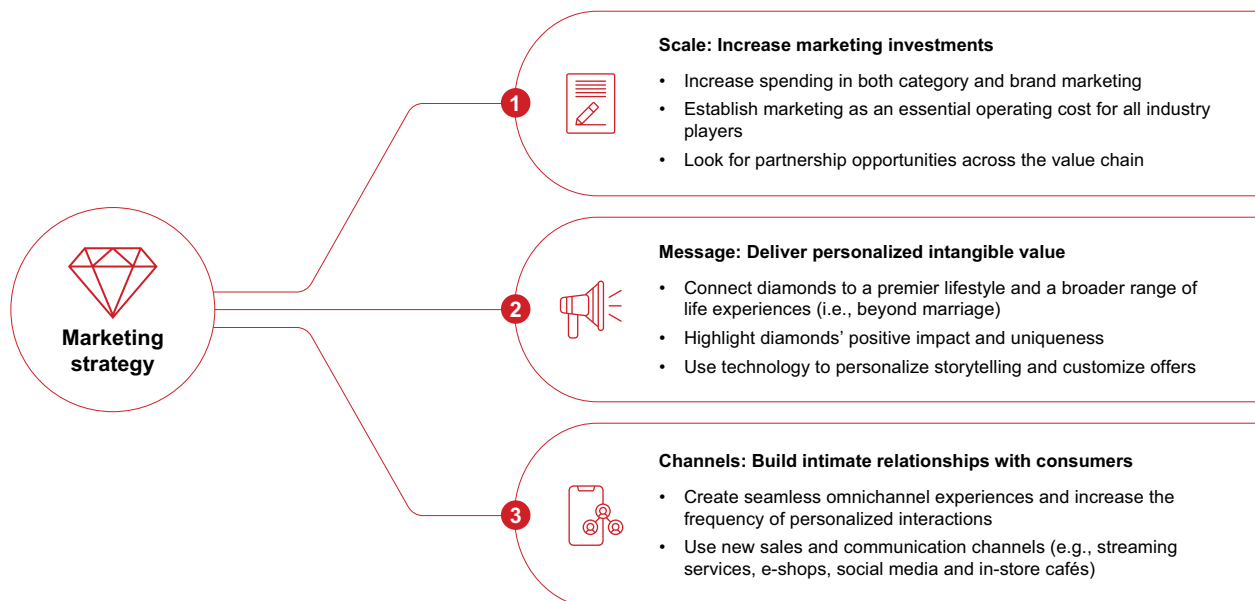 Marketing
strategy
1
Scale: Increase marketing investments
• Increase spending in both category and brand marketing
• Establish marketing as an essential operating cost for all industry
players
• Look for partnership opportunities across the value chain
2
Message: Deliver personalized intangible value
• Connect diamonds to a premier lifestyle and a broader range of
life experiences (i.e., beyond marriage)
• Highlight diamonds’ positive impact and uniqueness
• Use technology to personalize storytelling and customize offers
3
Channels: Build intimate relationships with consumers
• Create seamless omnichannel experiences and increase the
frequency of personalized interactions
• Use new sales and communication channels (e.g., streaming
services, e-shops, social media and in-store cafés)